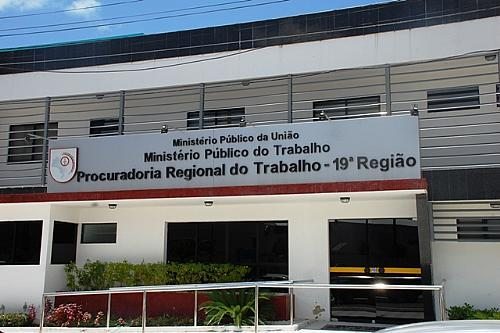 Ministério Público da União
Ministério Público do Trabalho
Procuradoria Regional do Trabalho - 19ª Região